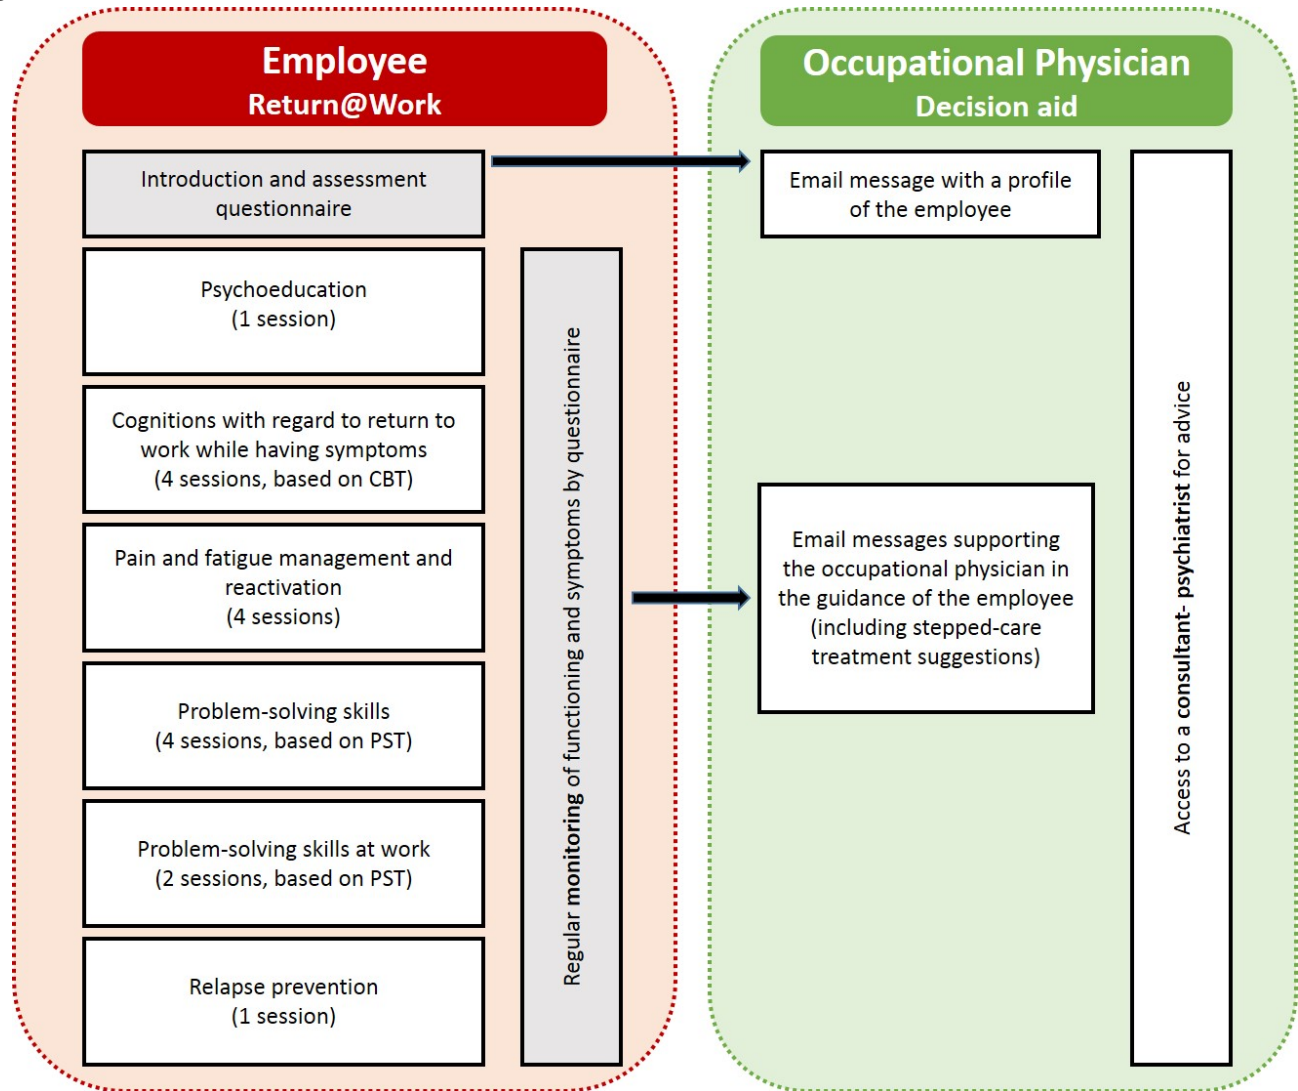 Employee
Return@Work
Introduction and assessment
questionnaire
Psychoeducation
(1 session)
Cognitions with regard to return to
work while having symptoms
(4 sessions, based on CBT)
Pain and fatigue management and
reactivation
(4 sessions)
Problem-solving skills
(4 sessions, based on PST)
Problem-solving skills at work
(2 sessions, based on PST)
Relapse prevention
(1 session)
Regular monitoring of functioning and symptoms by questionnaire
Occupational Physician
Decision aid
Email message with a profile
of the employee
Email messages supporting
the occupational physician in
the guidance of the employee
(including stepped-care
treatment suggestions)
Access to a consultant- psychiatrist for advice